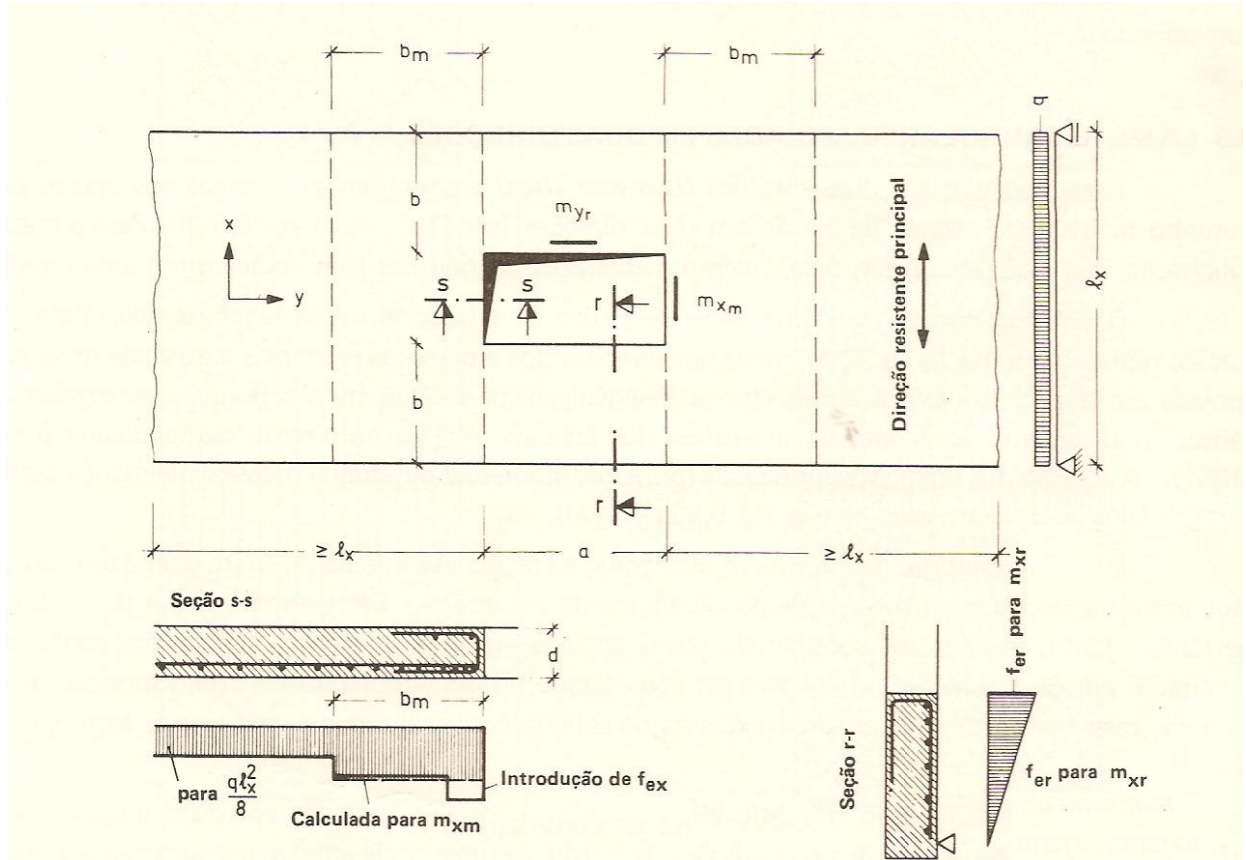 b_m
b_m
b
m_yr
x
y
s
s
r
m_xm
b
r
Direção resistente principal
q
ℓ_x
≥ ℓ_x
a
≥ ℓ_x
Seção s-s
d
b_m
para qℓ_x²/8
Introdução de f_ex
Calculada para m_xm
Seção r-r
f_er para m_xr
f_er para m_xr